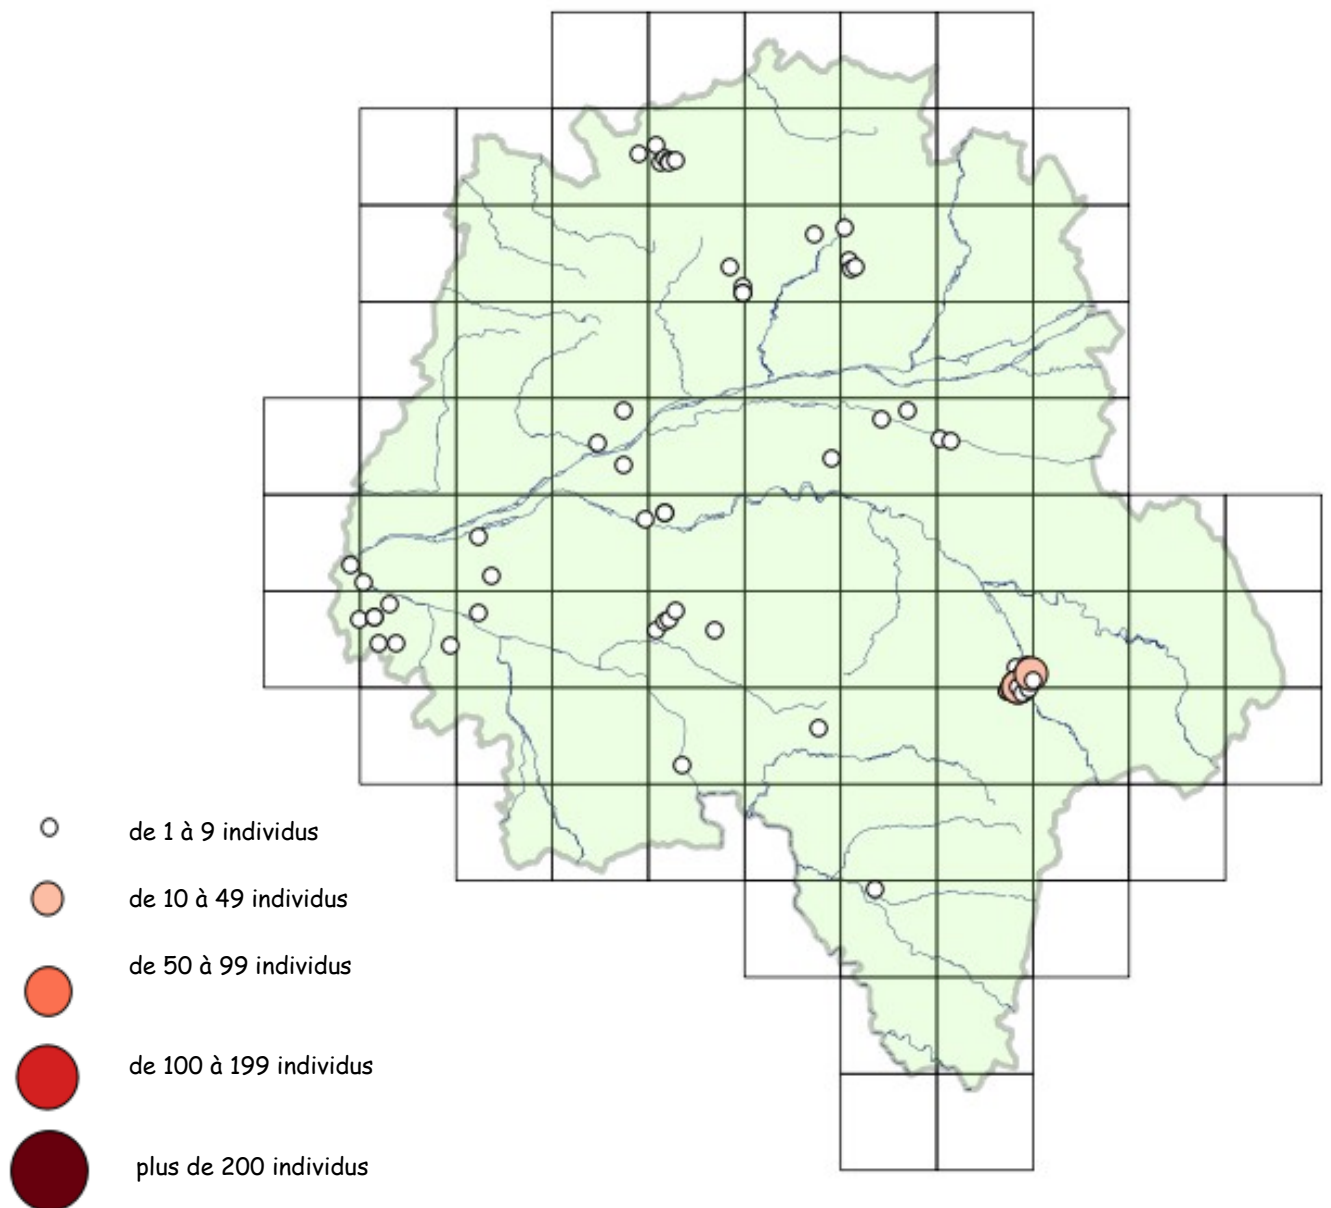 de 1 à 9 individus
de 10 à 49 individus
de 50 à 99 individus
de 100 à 199 individus
plus de 200 individus